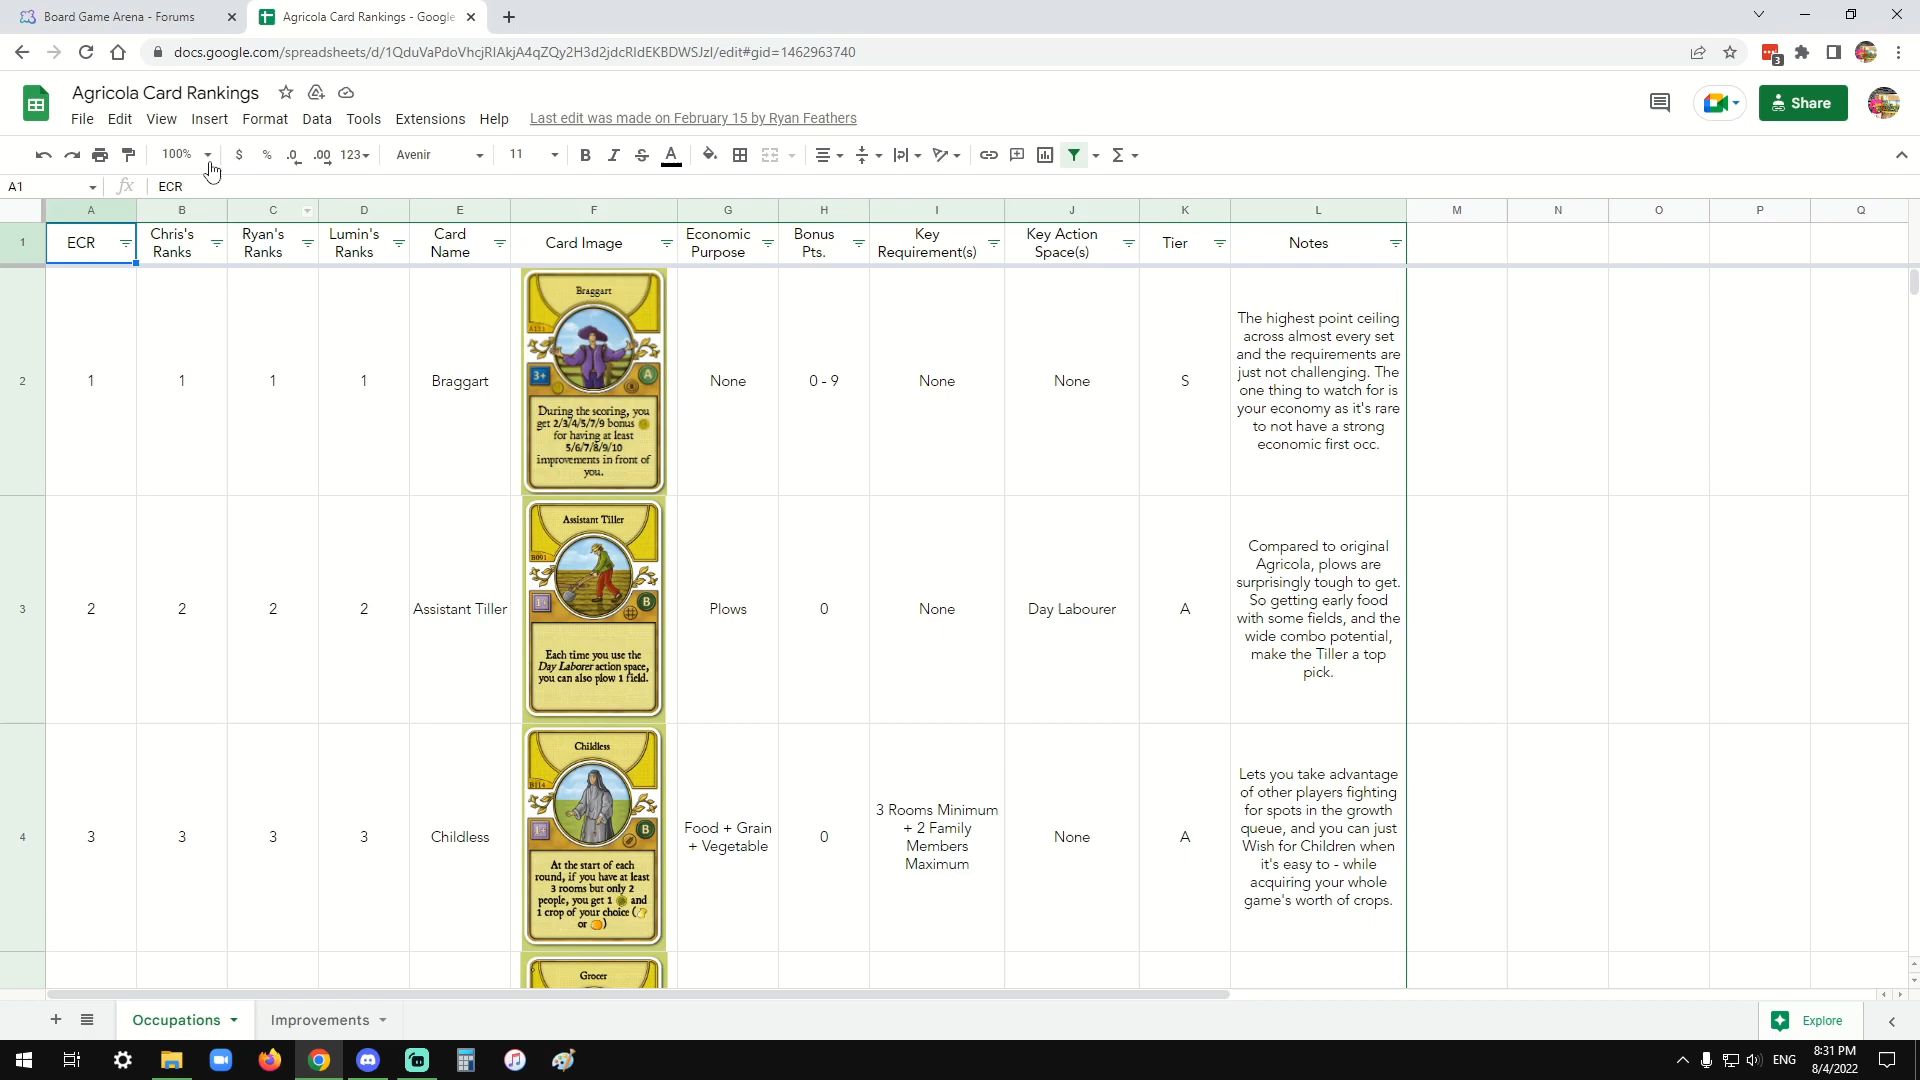 Board Game Arena - Forums
Agricola Card Rankings - Google
docs.google.com/spreadsheets/d/1QduVaPdoVhcjRIAkjA4qZQy2H3d2jdcRIdEKBDWSJzI/edit#gid=1462963740
3
Agricola Card Rankings
File Edit View Insert Format Data Tools Extensions Help Last edit was made on February 15 by Ryan Feathers
Share
100% $ % .0 .00 123 Avenir 11 B I S A
A1 fx ECR
A B C D E F G H I J K L M N O P Q
1
ECR
Chris's
Ranks
Ryan's
Ranks
Lumin's
Ranks
Card
Name
Card Image
Economic
Purpose
Bonus
Pts.
Key
Requirement(s)
Key Action
Space(s)
Tier
Notes
2
1 1 1 1 Braggart
Braggart
A133
3+
A
During the scoring, you
get 2/3/4/5/7/9 bonus
for having at least
5/6/7/8/9/10
improvements in front of
you.
None 0 - 9 None None S
The highest point ceiling
across almost every set
and the requirements are
just not challenging. The
one thing to watch for is
your economy as it's rare
to not have a strong
economic first occ.
3
2 2 2 2 Assistant Tiller
Assistant Tiller
B091
1+
B
Each time you use the
Day Laborer action space,
you can also plow 1 field.
Plows 0 None Day Labourer A
Compared to original
Agricola, plows are
surprisingly tough to get.
So getting early food
with some fields, and the
wide combo potential,
make the Tiller a top
pick.
4
3 3 3 3 Childless
Childless
B114
1+
B
At the start of each
round, if you have at least
3 rooms but only 2
people, you get 1 and
1 crop of your choice (
or )
Food + Grain
+ Vegetable
0
3 Rooms Minimum
+ 2 Family
Members
Maximum
None A
Lets you take advantage
of other players fighting
for spots in the growth
queue, and you can just
Wish for Children when
it's easy to - while
acquiring your whole
game's worth of crops.
Grocer
Occupations Improvements
Explore
ENG
8:31 PM
8/4/2022